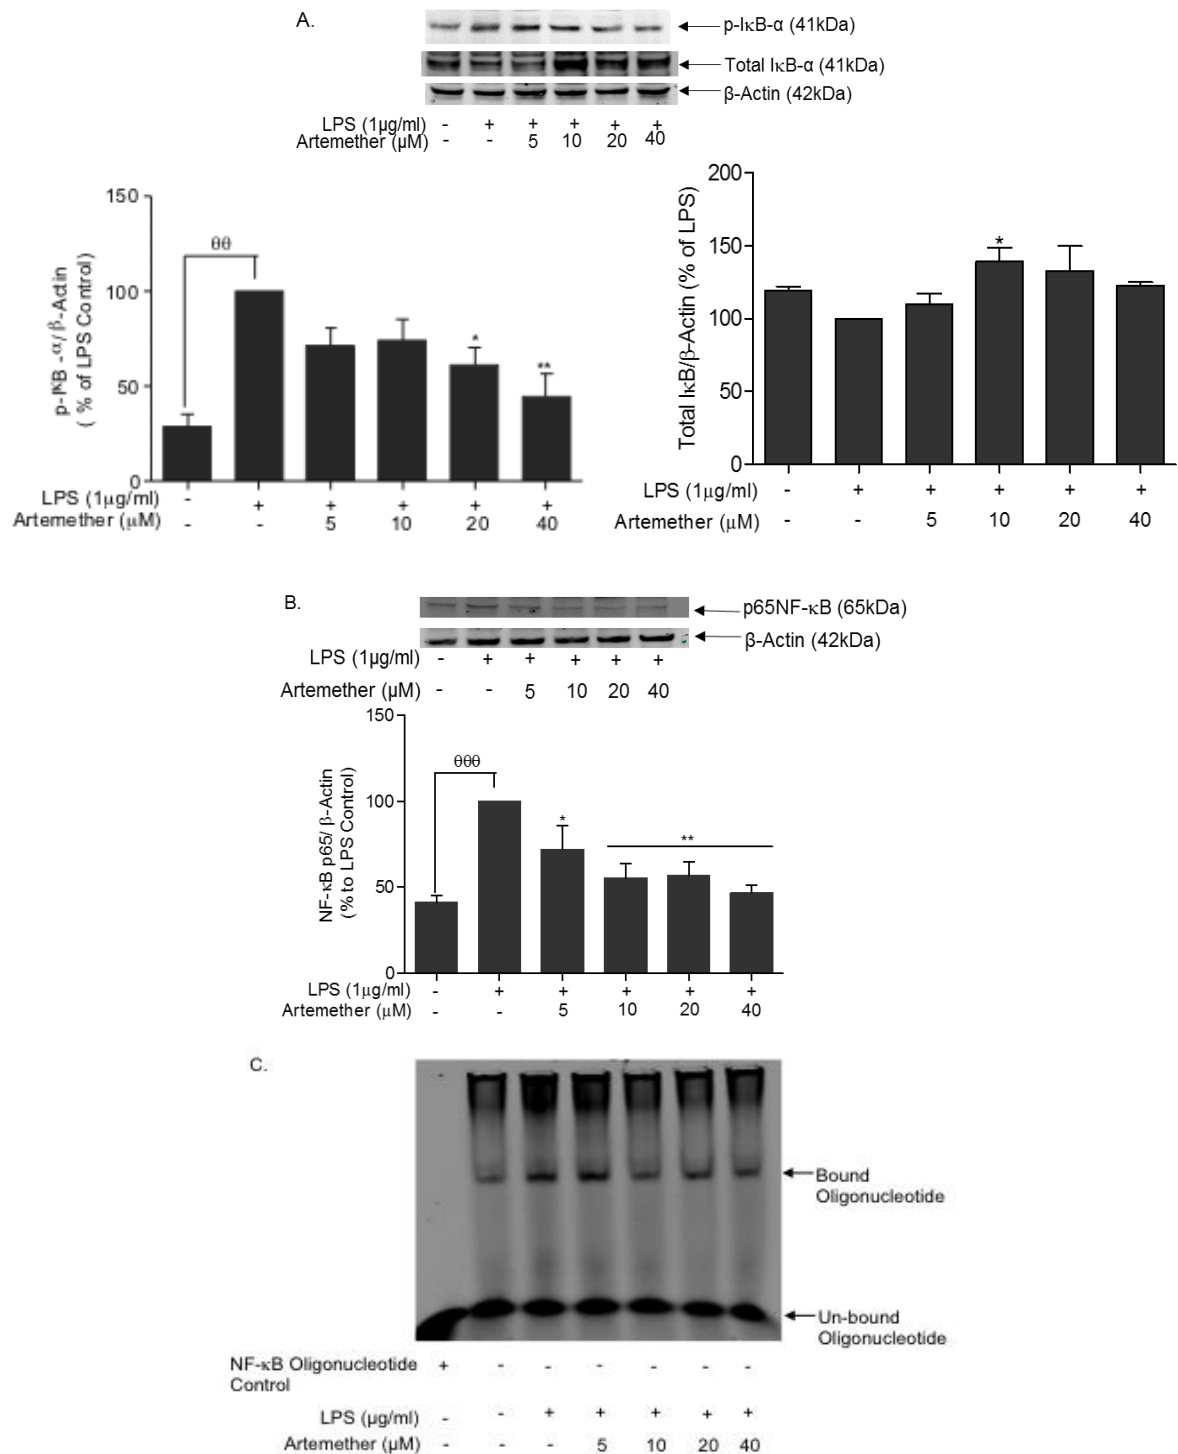 A.
p-IκB-α (41kDa)
Total IκB-α (41kDa)
β-Actin (42kDa)
LPS (1µg/ml) - + + + + +
Artemether (µM) - - 5 10 20 40
150
100
50
0
p-IκB -α/β-Actin
( % of LPS Control)
θθ
*
**
LPS (1µg/ml) - + + + + +
Artemether (µM) - - 5 10 20 40
200
150
100
50
0
Total IκB/β-Actin (% of LPS)
*
LPS (1µg/ml) - + + + + +
Artemether (µM) - - 5 10 20 40
B.
p65NF-κB (65kDa)
β-Actin (42kDa)
LPS (1µg/ml) - + + + + +
Artemether (µM) - - 5 10 20 40
150
100
50
0
NF-κB p65/ β-Actin
(% to LPS Control)
θθθ
*
**
LPS (1µg/ml) - + + + + +
Artemether (µM) - - 5 10 20 40
C.
Bound
Oligonucleotide
Un-bound
Oligonucleotide
NF-κB Oligonucleotide + - - - - - -
Control
LPS (µg/ml) - - + + + + +
Artemether (µM) - - - 5 10 20 40